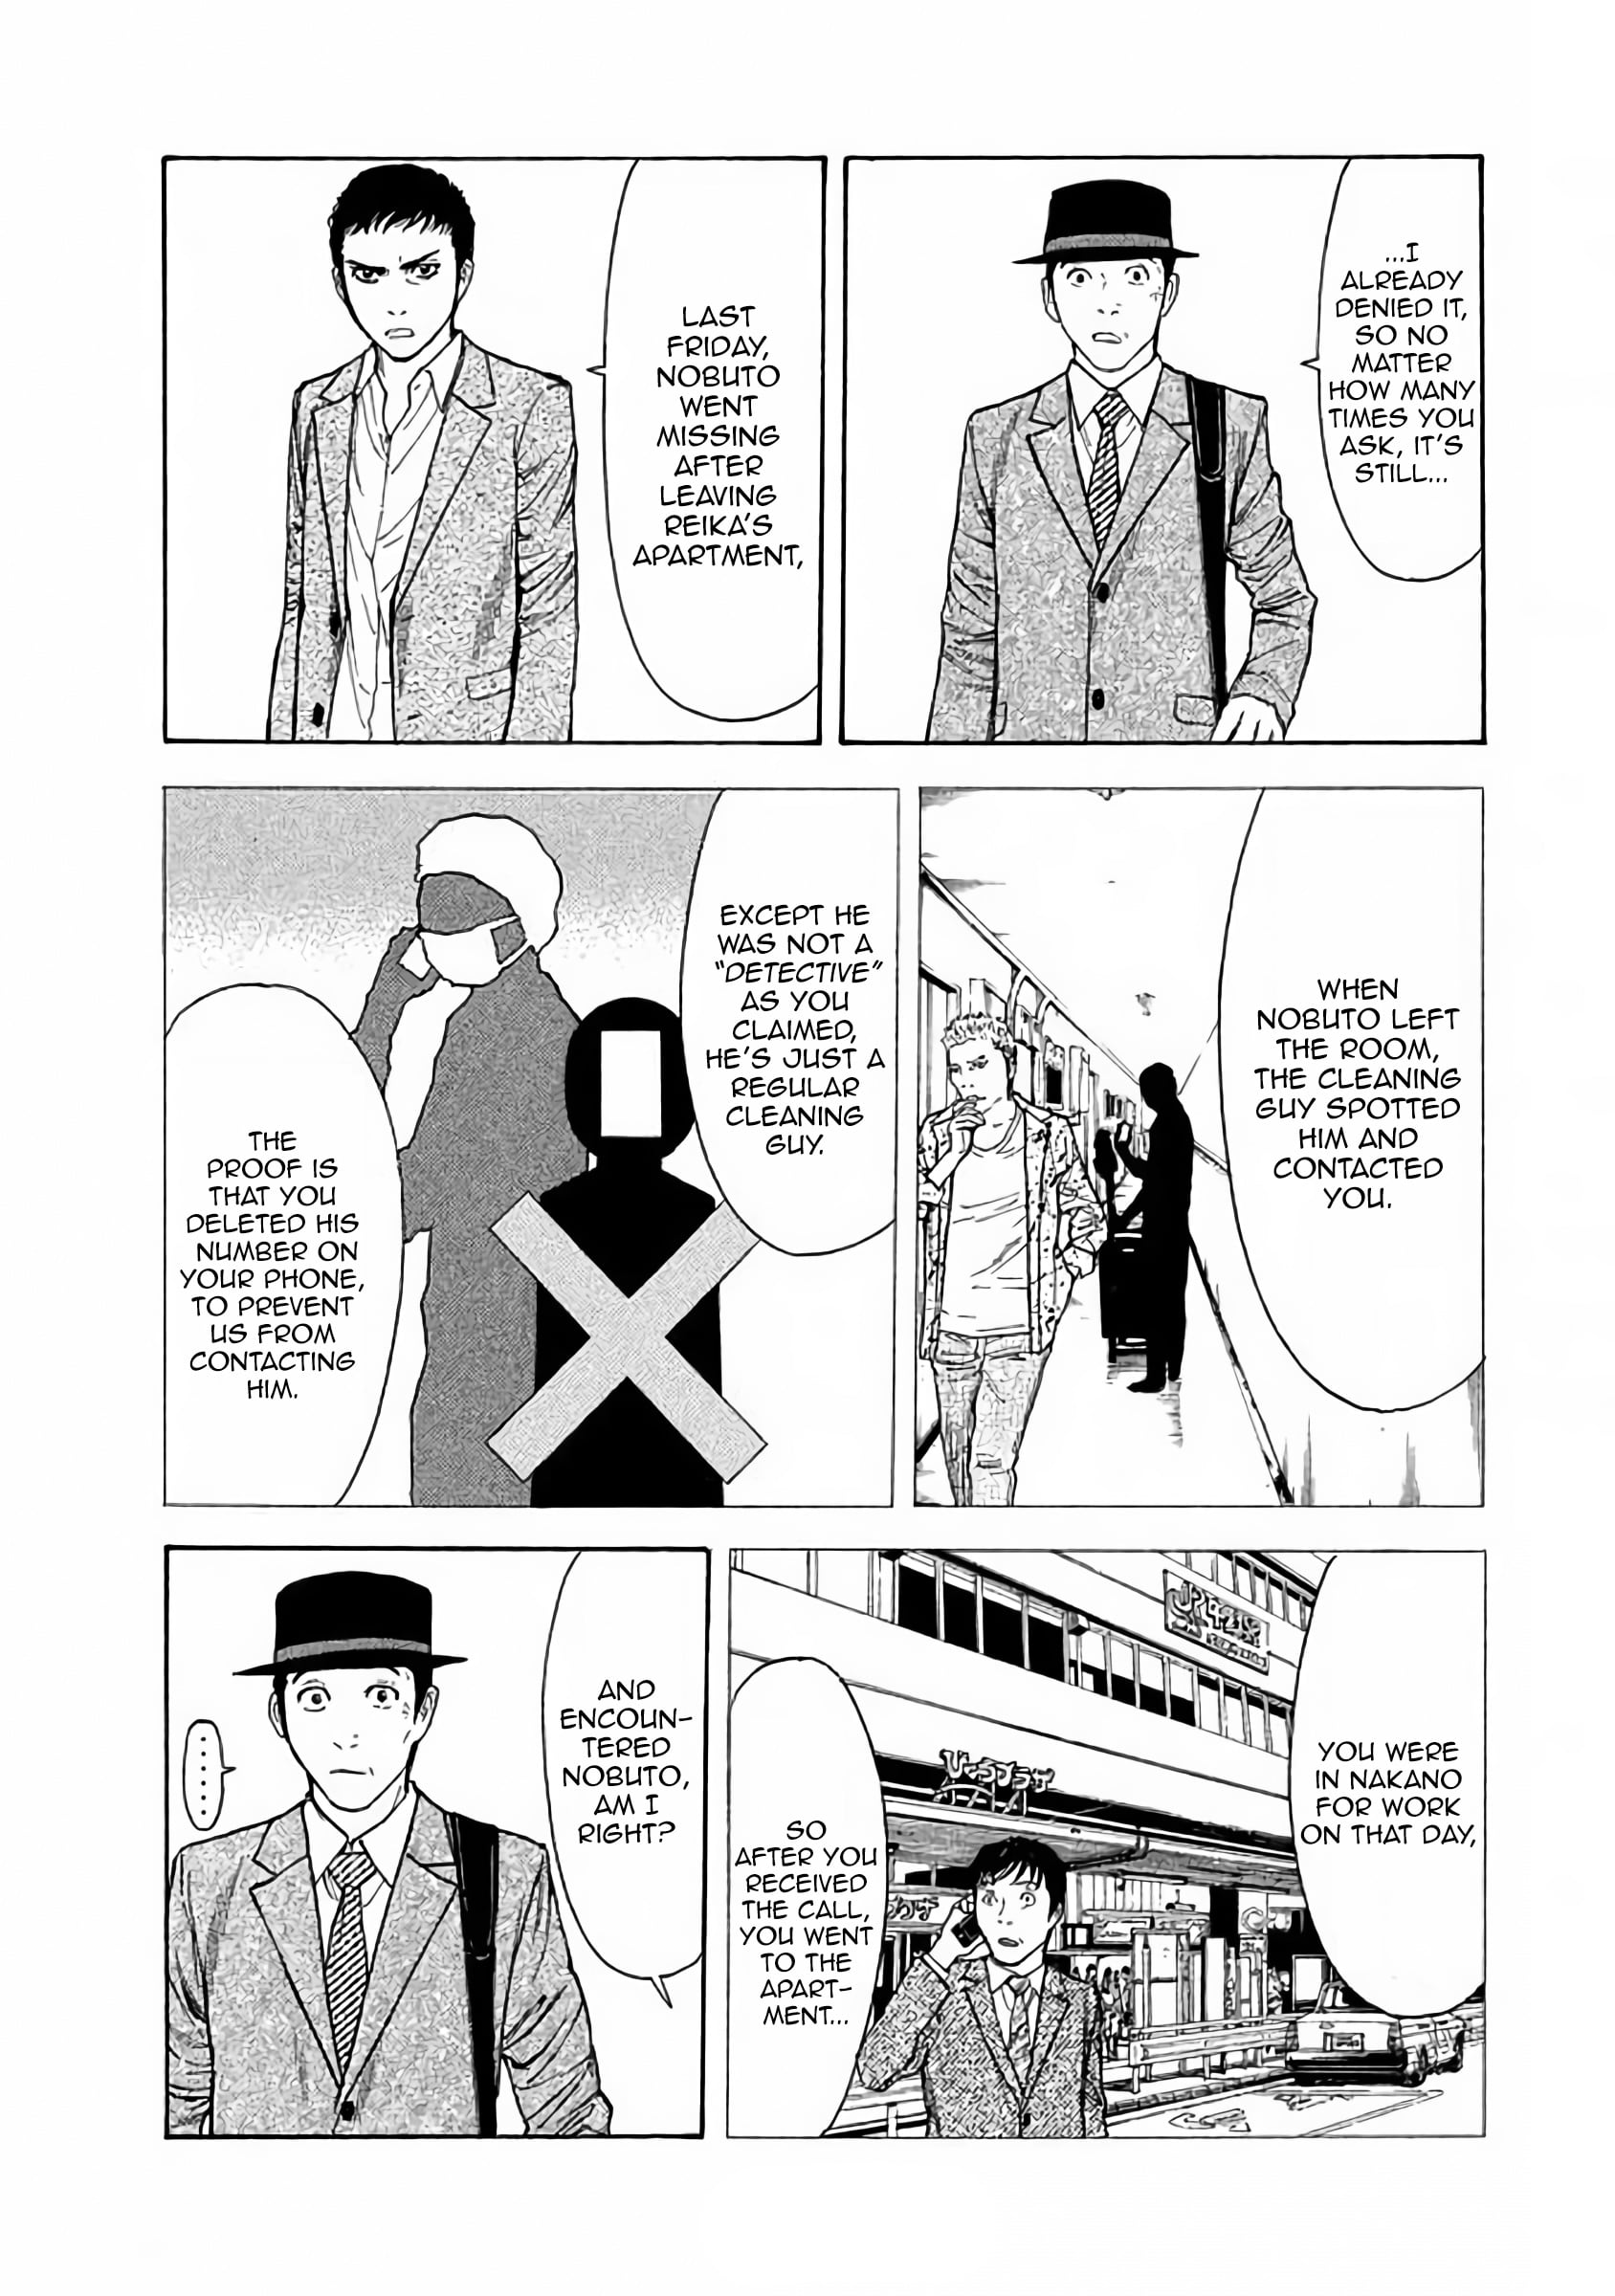 ...I
ALREADY
DENIED IT,
SO NO
MATTER
HOW MANY
TIMES YOU
ASK, IT'S
STILL...
LAST
FRIDAY,
NOBUTO
WENT
MISSING
AFTER
LEAVING
REIKA'S
APARTMENT,
WHEN
NOBUTO LEFT
THE ROOM,
THE CLEANING
GUY SPOTTED
HIM AND
CONTACTED
YOU.
EXCEPT HE
WAS NOT A
"DETECTIVE"
AS YOU
CLAIMED,
HE'S JUST A
REGULAR
CLEANING
GUY.
THE
PROOF IS
THAT YOU
DELETED HIS
NUMBER ON
YOUR PHONE,
TO PREVENT
US FROM
CONTACTING
HIM.
YOU WERE
IN NAKANO
FOR WORK
ON THAT DAY,
SO
AFTER YOU
RECEIVED
THE CALL,
YOU WENT
TO THE
APART-
MENT...
AND
ENCOUN-
TERED
NOBUTO,
AM I
RIGHT?
......